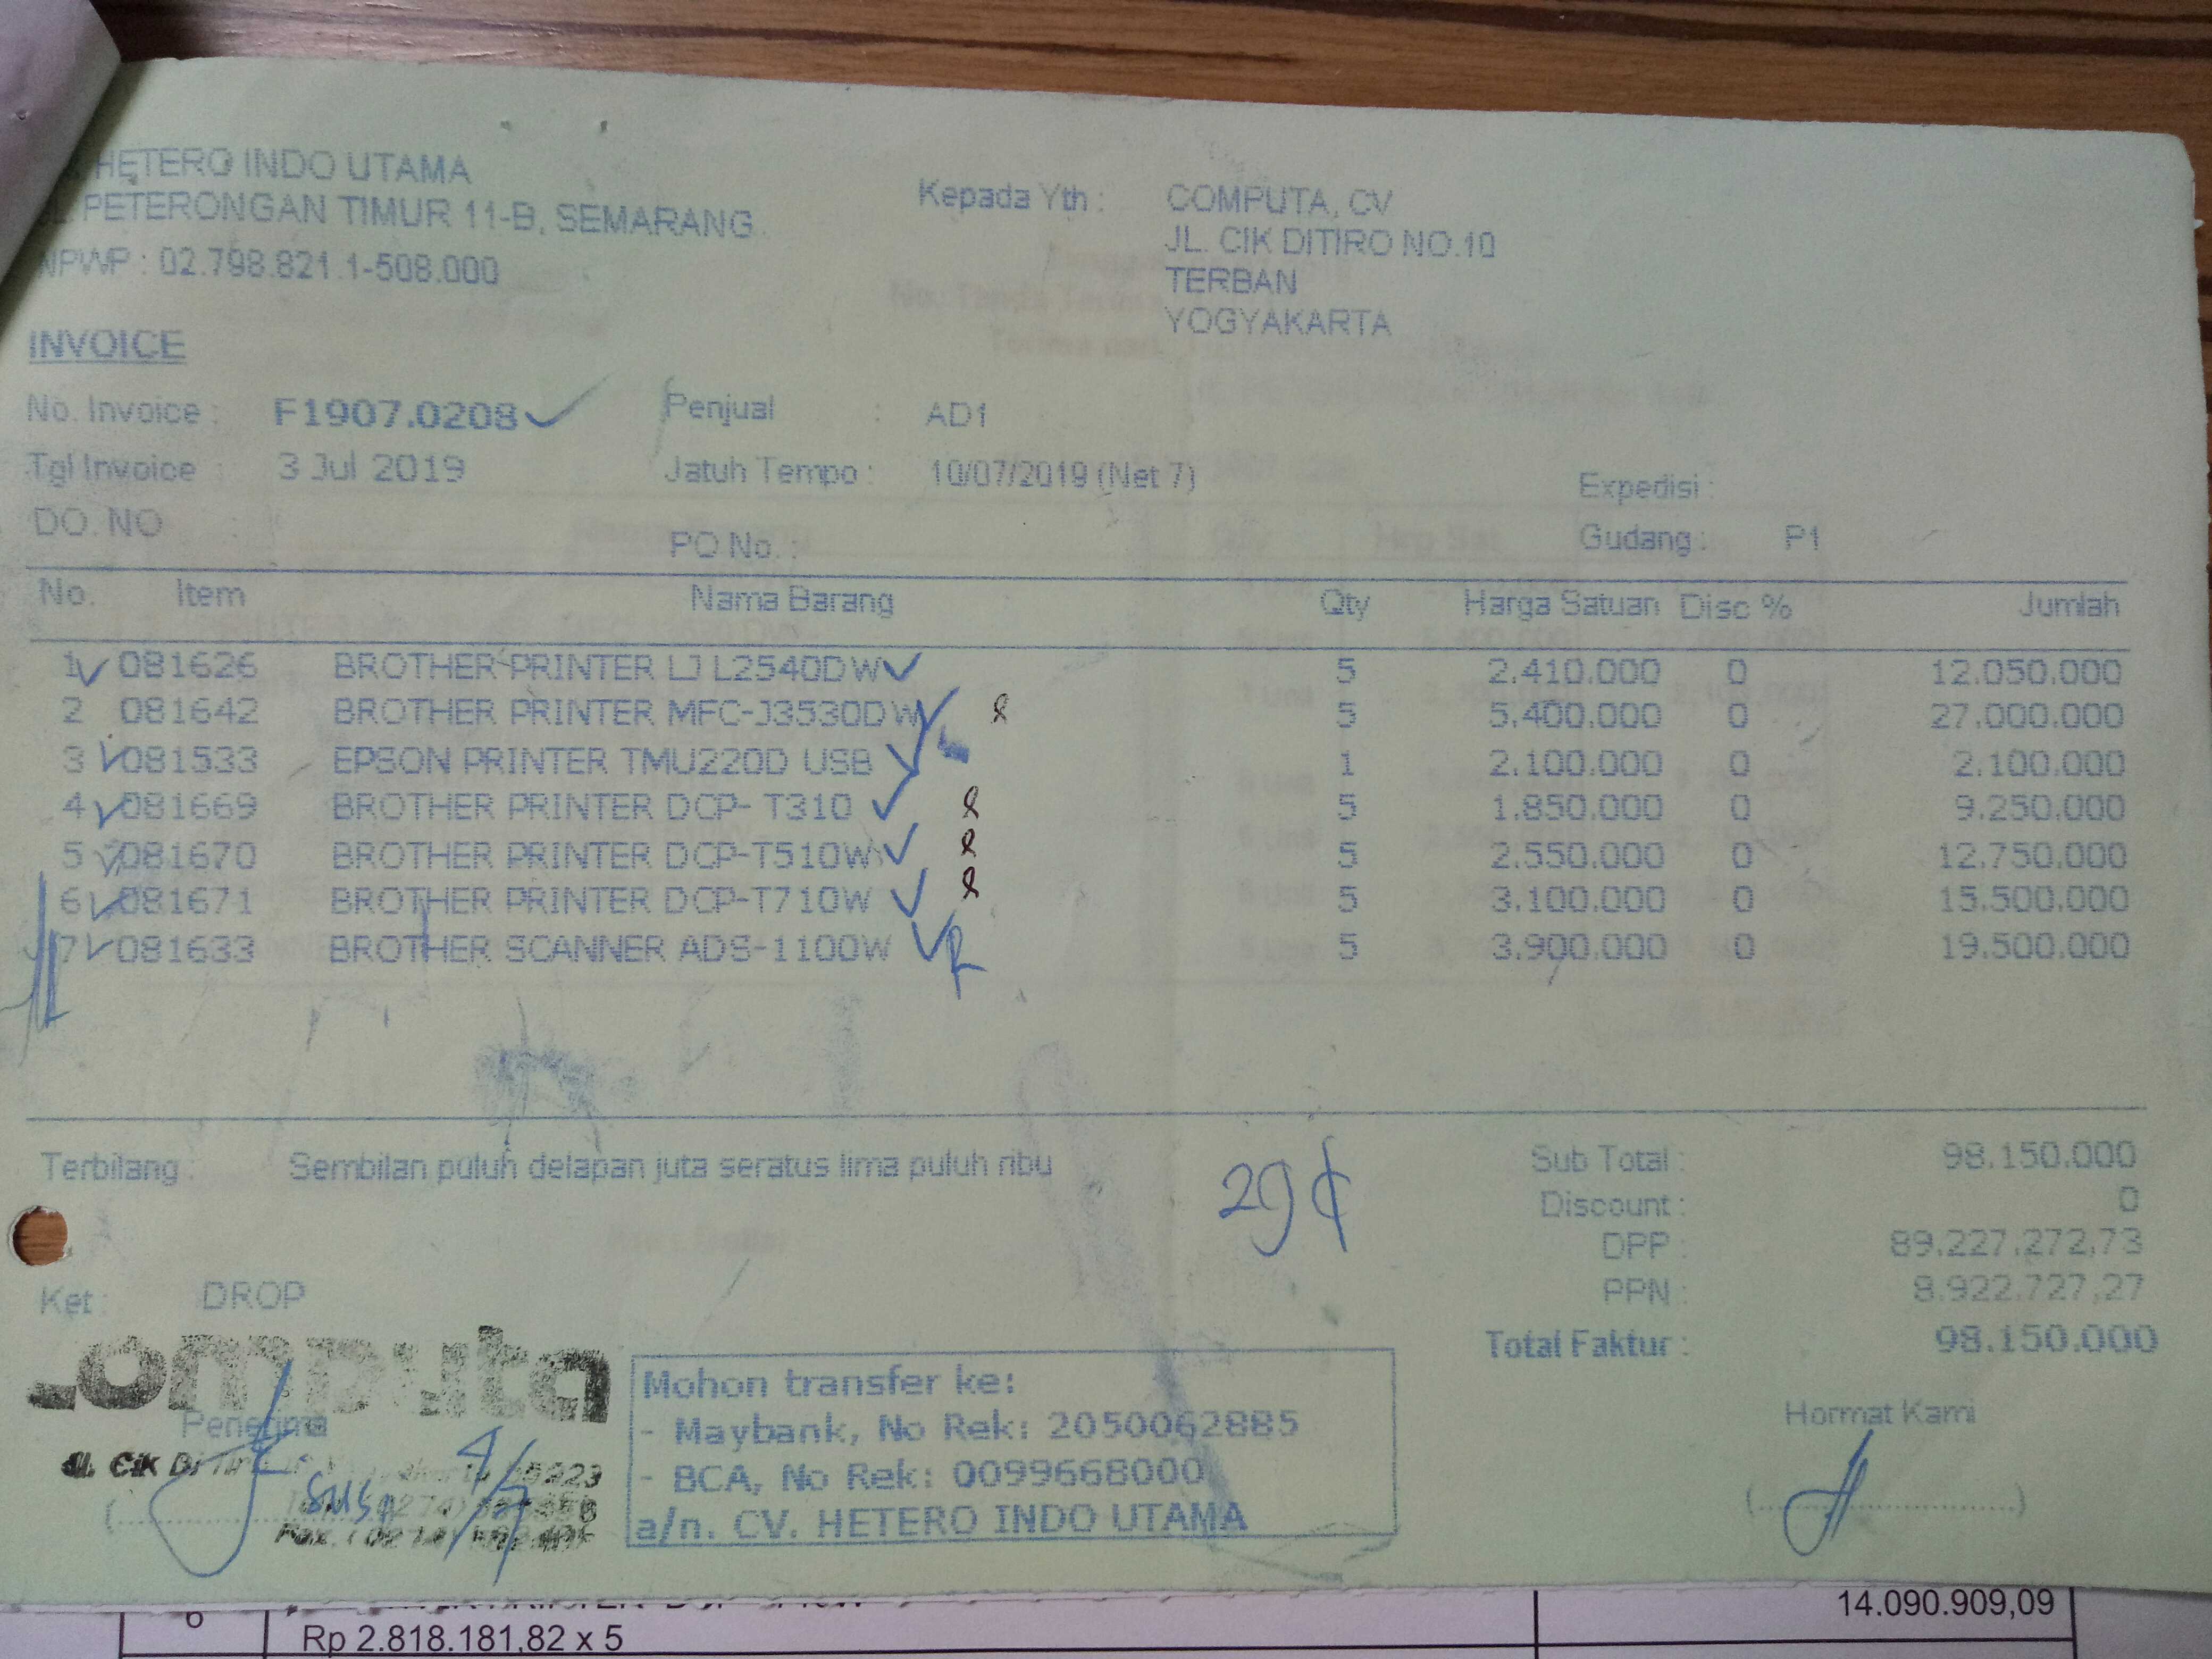 HETERO INDO UTAMA
PETERONGAN TIMUR 11-B, SEMARANG
NPWP : 02.798.821.1-508.000
Kepada Yth : COMPUTA, CV
JL. CIK DITIRO NO.10
TERBAN
YOGYAKARTA
INVOICE
No. Invoice : F1907.0208 Penjual : AD1
Tgl Invoice : 3 Jul 2019 Jatuh Tempo : 10/07/2019 (Net 7) Expedisi :
DO. NO PO No. : Gudang : P1
No. Item Nama Barang Qty Harga Satuan Disc % Jumlah
1 081626 BROTHER PRINTER LJ L2540DW 5 2.410.000 0 12.050.000
2 081642 BROTHER PRINTER MFC-J3530DW 5 5.400.000 0 27.000.000
3 081533 EPSON PRINTER TMU220D USB 1 2.100.000 0 2.100.000
4 081669 BROTHER PRINTER DCP- T310 5 1.850.000 0 9.250.000
5 081670 BROTHER PRINTER DCP-T510W 5 2.550.000 0 12.750.000
6 081671 BROTHER PRINTER DCP-T710W 5 3.100.000 0 15.500.000
7 081633 BROTHER SCANNER ADS-1100W 5 3.900.000 0 19.500.000
Terbilang : Sembilan puluh delapan juta seratus lima puluh ribu
29
Sub Total : 98.150.000
Discount : 0
DPP : 89.227.272,73
PPN : 8.922.727,27
Total Faktur : 98.150.000
Ket : DROP
computa
Penerima
Jl. Cik Di
4/7
Mohon transfer ke:
- Maybank, No Rek: 2050062885
- BCA, No Rek: 0099668000
a/n. CV. HETERO INDO UTAMA
Hormat Kami
(....................)
6 14.090.909,09
Rp 2.818.181,82 x 5